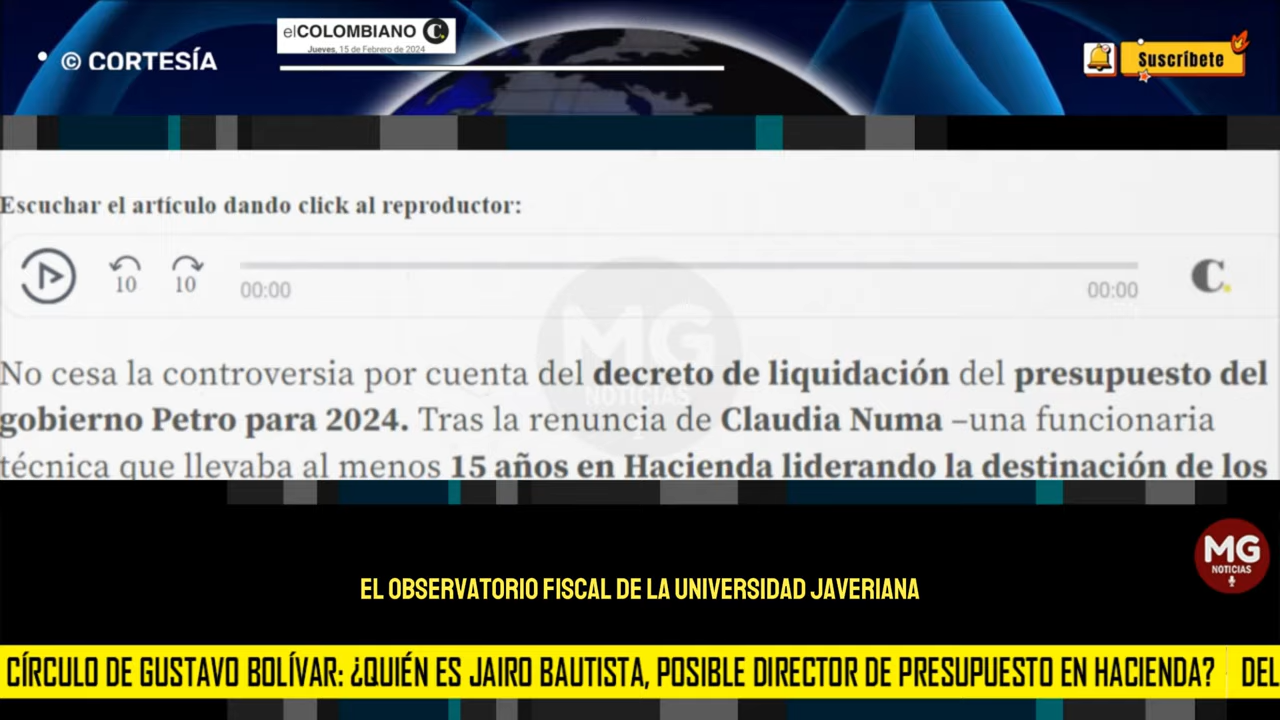 elCOLOMBIANO C.
Jueves, 15 de Febrero de 2024
© CORTESÍA
Suscríbete
Escuchar el artículo dando click al reproductor:
10 10
00:00 00:00
C.
No cesa la controversia por cuenta del decreto de liquidación del presupuesto del
gobierno Petro para 2024. Tras la renuncia de Claudia Numa –una funcionaria
técnica que llevaba al menos 15 años en Hacienda liderando la destinación de los
MG
NOTICIAS
MG
NOTICIAS
EL OBSERVATORIO FISCAL DE LA UNIVERSIDAD JAVERIANA
CÍRCULO DE GUSTAVO BOLÍVAR: ¿QUIÉN ES JAIRO BAUTISTA, POSIBLE DIRECTOR DE PRESUPUESTO EN HACIENDA? DEL